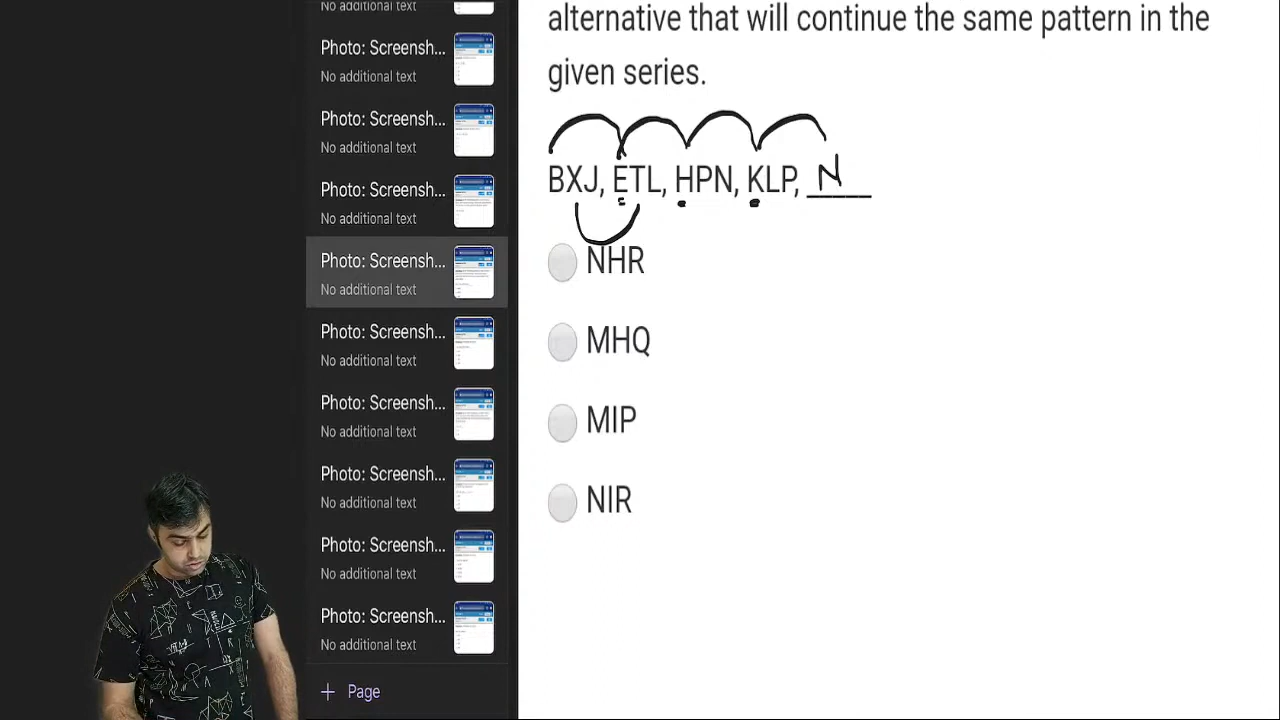 No additional text
Photo: Screensh...
No additional text
Photo: Screensh...
No additional text
Photo: Screensh...
No additional text
Photo: Screensh...
No additional text
Photo: Screensh...
No additional text
Photo: Screensh...
No additional text
Photo: Screensh...
No additional text
Photo: Screensh...
No additional text
Photo: Screensh...
No additional text
+ Page
alternative that will continue the same pattern in the
given series.
BXJ, ETL, HPN, KLP, N
NHR
MHQ
MIP
NIR